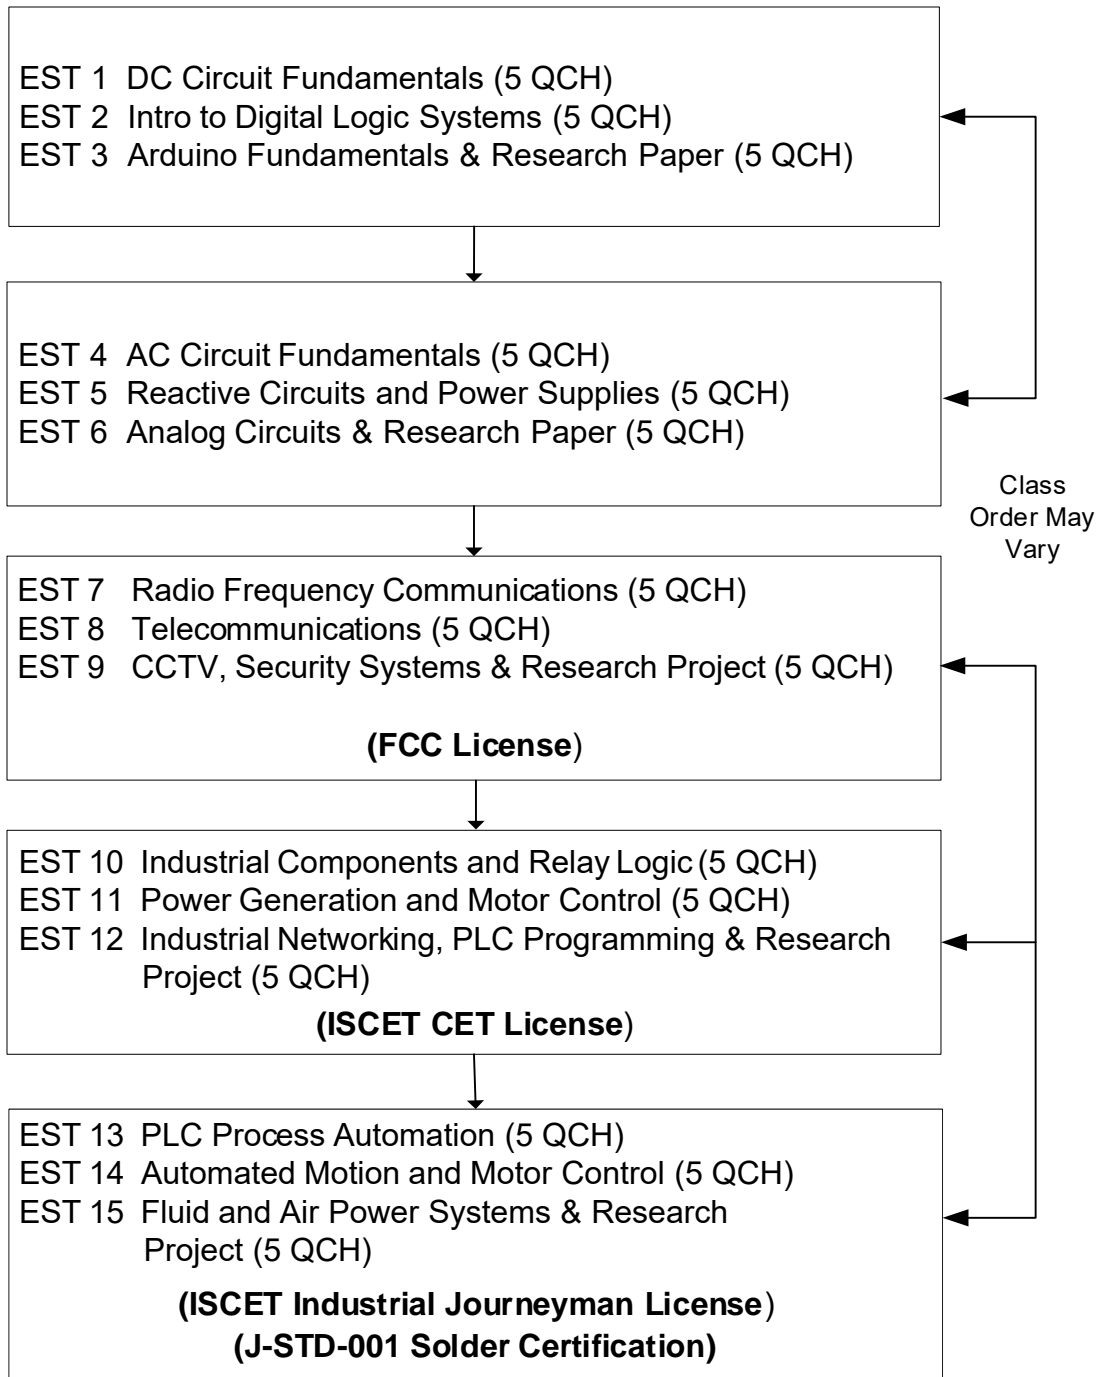 EST 1 DC Circuit Fundamentals (5 QCH)
EST 2 Intro to Digital Logic Systems (5 QCH)
EST 3 Arduino Fundamentals & Research Paper (5 QCH)
EST 4 AC Circuit Fundamentals (5 QCH)
EST 5 Reactive Circuits and Power Supplies (5 QCH)
EST 6 Analog Circuits & Research Paper (5 QCH)
Class
Order May
Vary
EST 7 Radio Frequency Communications (5 QCH)
EST 8 Telecommunications (5 QCH)
EST 9 CCTV, Security Systems & Research Project (5 QCH)
(FCC License)
EST 10 Industrial Components and Relay Logic (5 QCH)
EST 11 Power Generation and Motor Control (5 QCH)
EST 12 Industrial Networking, PLC Programming & Research
Project (5 QCH)
(ISCET CET License)
EST 13 PLC Process Automation (5 QCH)
EST 14 Automated Motion and Motor Control (5 QCH)
EST 15 Fluid and Air Power Systems & Research
Project (5 QCH)
(ISCET Industrial Journeyman License)
(J-STD-001 Solder Certification)